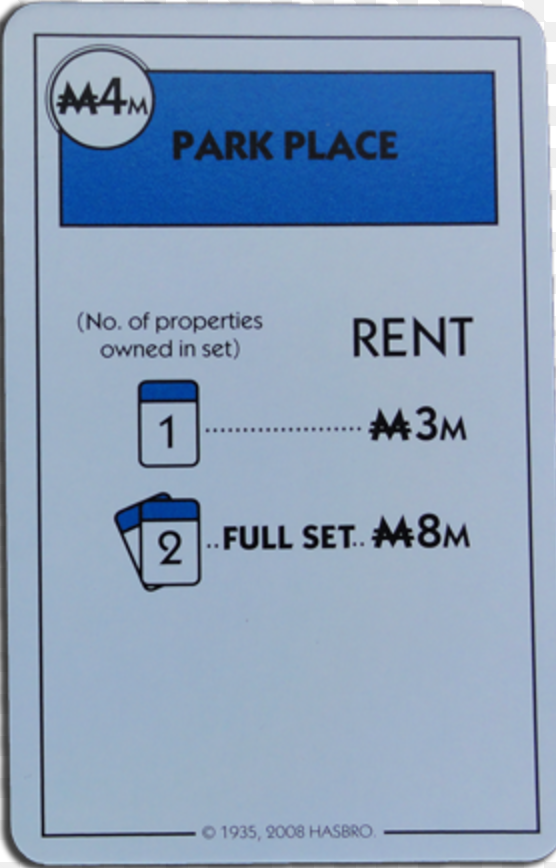 ₩4M
PARK PLACE
(No. of properties
owned in set)
RENT
1 .................... ₩3M
2 ..FULL SET.. ₩8M
© 1935, 2008 HASBRO.